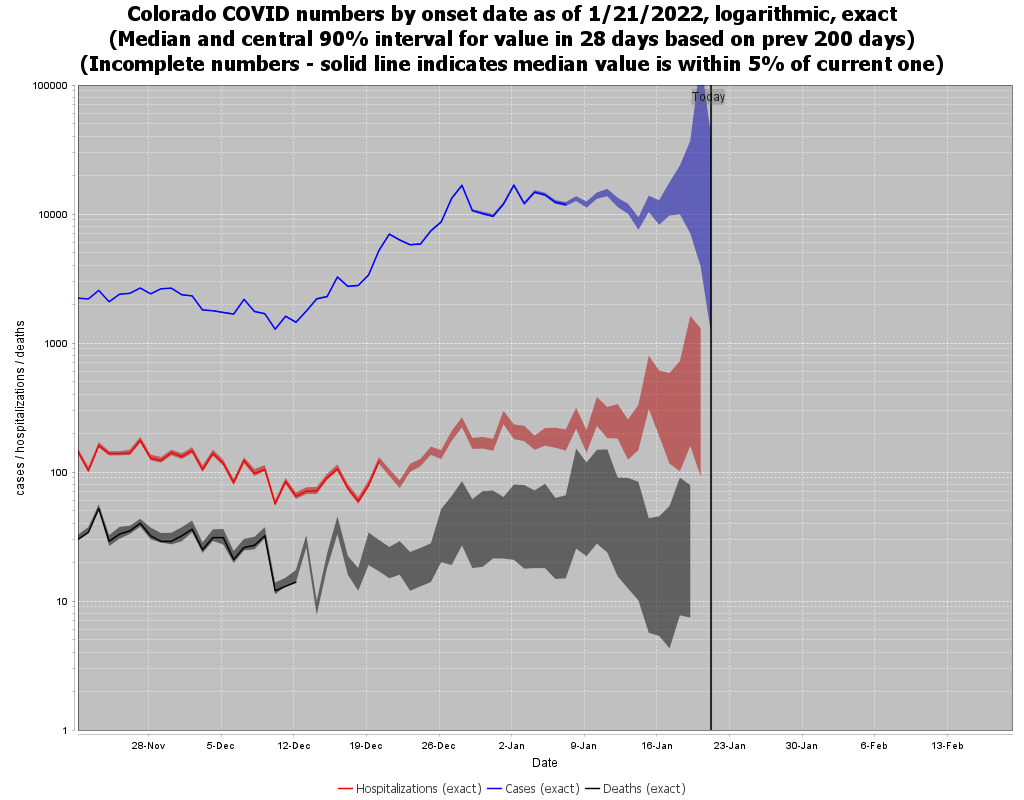 Colorado COVID numbers by onset date as of 1/21/2022, logarithmic, exact
(Median and central 90% interval for value in 28 days based on prev 200 days)
(Incomplete numbers - solid line indicates median value is within 5% of current one)
Today
100000
10000
1000
100
10
1
cases / hospitalizations / deaths
28-Nov 5-Dec 12-Dec 19-Dec 26-Dec 2-Jan 9-Jan 16-Jan 23-Jan 30-Jan 6-Feb 13-Feb
Date
Hospitalizations (exact) Cases (exact) Deaths (exact)